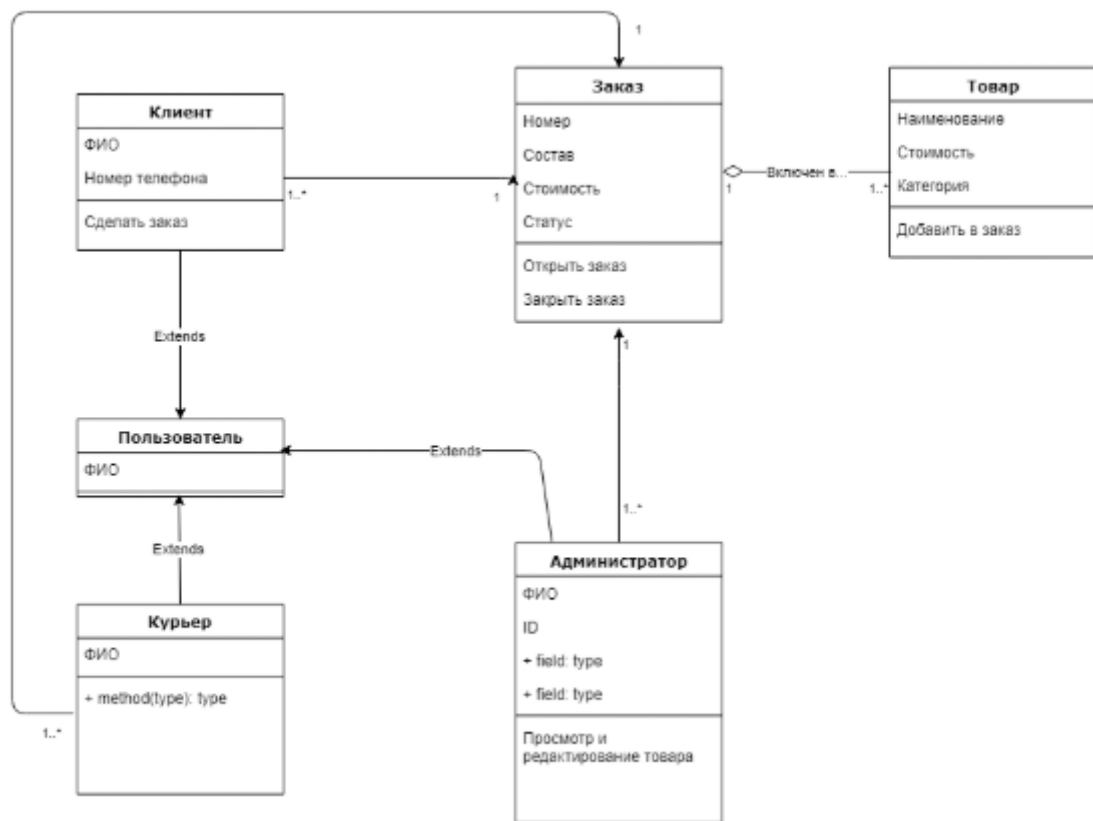 1
Заказ
Номер
Состав
Стоимость
Статус
Открыть заказ
Закрыть заказ
Товар
Наименование
Стоимость
Категория
Добавить в заказ
Клиент
ФИО
Номер телефона
Сделать заказ
1..*
1
1
Включен в...
1..*
Extends
1
Пользователь
ФИО
Extends
Extends
1..*
Курьер
ФИО
+ method(type): type
1..*
Администратор
ФИО
ID
+ field: type
+ field: type
Просмотр и
редактирование товара